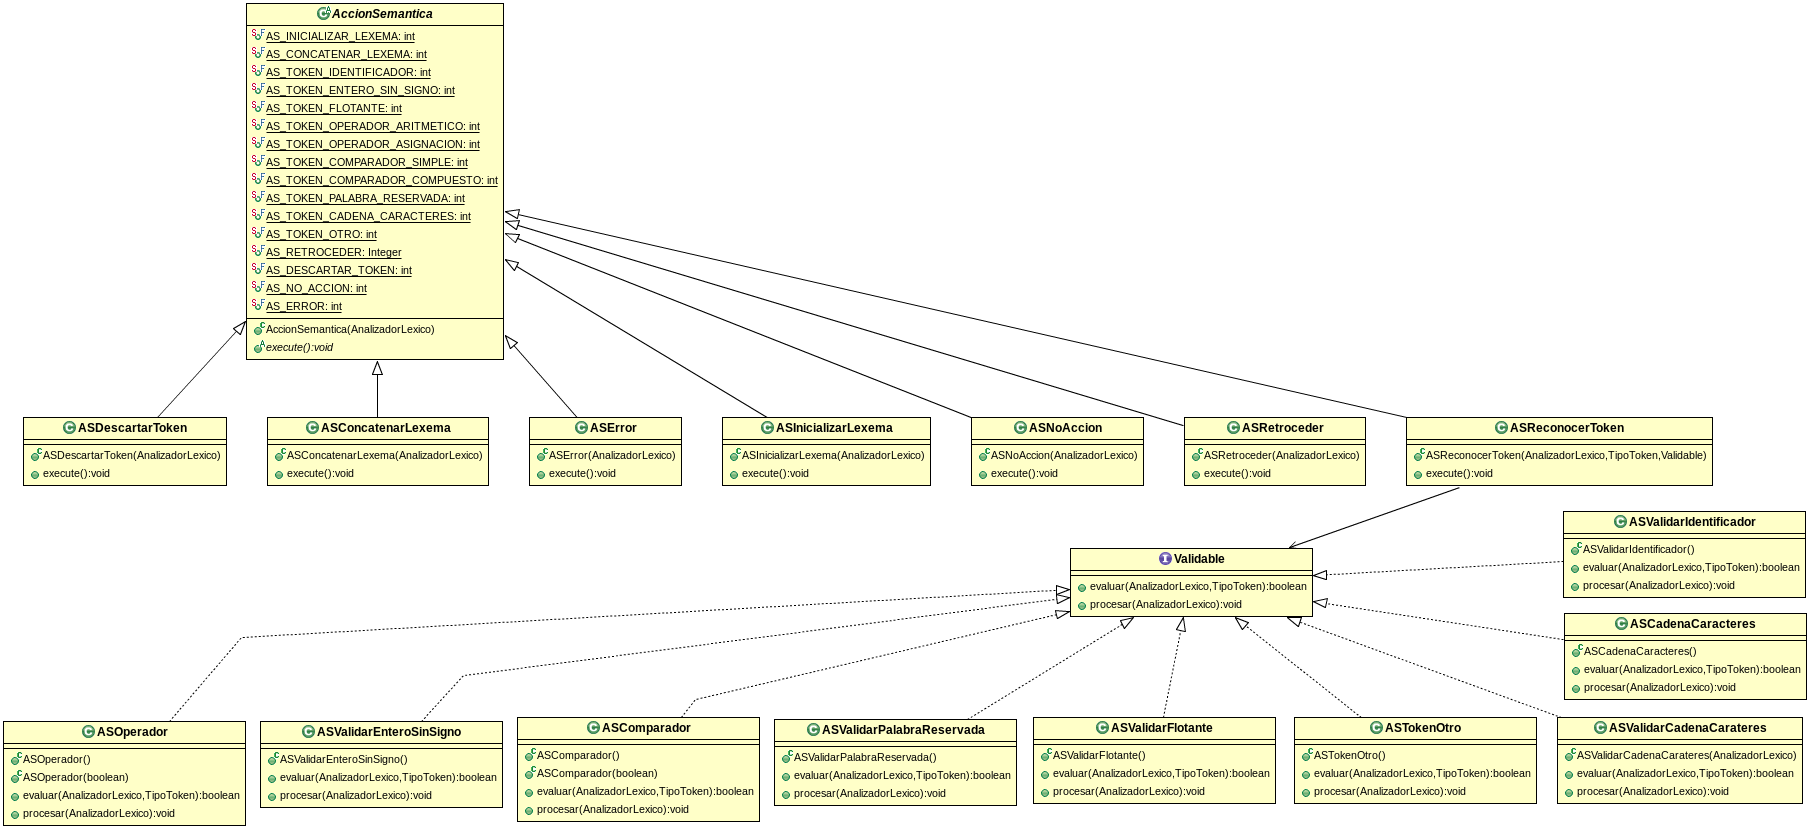 AccionSemantica
AS_INICIALIZAR_LEXEMA: int
AS_CONCATENAR_LEXEMA: int
AS_TOKEN_IDENTIFICADOR: int
AS_TOKEN_ENTERO_SIN_SIGNO: int
AS_TOKEN_FLOTANTE: int
AS_TOKEN_OPERADOR_ARITMETICO: int
AS_TOKEN_OPERADOR_ASIGNACION: int
AS_TOKEN_COMPARADOR_SIMPLE: int
AS_TOKEN_COMPARADOR_COMPUESTO: int
AS_TOKEN_PALABRA_RESERVADA: int
AS_TOKEN_CADENA_CARACTERES: int
AS_TOKEN_OTRO: int
AS_RETROCEDER: Integer
AS_DESCARTAR_TOKEN: int
AS_NO_ACCION: int
AS_ERROR: int
AccionSemantica(AnalizadorLexico)
execute():void
ASDescartarToken
ASDescartarToken(AnalizadorLexico)
execute():void
ASConcatenarLexema
ASConcatenarLexema(AnalizadorLexico)
execute():void
ASError
ASError(AnalizadorLexico)
execute():void
ASInicializarLexema
ASInicializarLexema(AnalizadorLexico)
execute():void
ASNoAccion
ASNoAccion(AnalizadorLexico)
execute():void
ASRetroceder
ASRetroceder(AnalizadorLexico)
execute():void
ASReconocerToken
ASReconocerToken(AnalizadorLexico,TipoToken,Validable)
execute():void
Validable
evaluar(AnalizadorLexico,TipoToken):boolean
procesar(AnalizadorLexico):void
ASValidarIdentificador
ASValidarIdentificador()
evaluar(AnalizadorLexico,TipoToken):boolean
procesar(AnalizadorLexico):void
ASCadenaCaracteres
ASCadenaCaracteres()
evaluar(AnalizadorLexico,TipoToken):boolean
procesar(AnalizadorLexico):void
ASOperador
ASOperador()
ASOperador(boolean)
evaluar(AnalizadorLexico,TipoToken):boolean
procesar(AnalizadorLexico):void
ASValidarEnteroSinSigno
ASValidarEnteroSinSigno()
evaluar(AnalizadorLexico,TipoToken):boolean
procesar(AnalizadorLexico):void
ASComparador
ASComparador()
ASComparador(boolean)
evaluar(AnalizadorLexico,TipoToken):boolean
procesar(AnalizadorLexico):void
ASValidarPalabraReservada
ASValidarPalabraReservada()
evaluar(AnalizadorLexico,TipoToken):boolean
procesar(AnalizadorLexico):void
ASValidarFlotante
ASValidarFlotante()
evaluar(AnalizadorLexico,TipoToken):boolean
procesar(AnalizadorLexico):void
ASTokenOtro
ASTokenOtro()
evaluar(AnalizadorLexico,TipoToken):boolean
procesar(AnalizadorLexico):void
ASValidarCadenaCarateres
ASValidarCadenaCarateres(AnalizadorLexico)
evaluar(AnalizadorLexico,TipoToken):boolean
procesar(AnalizadorLexico):void